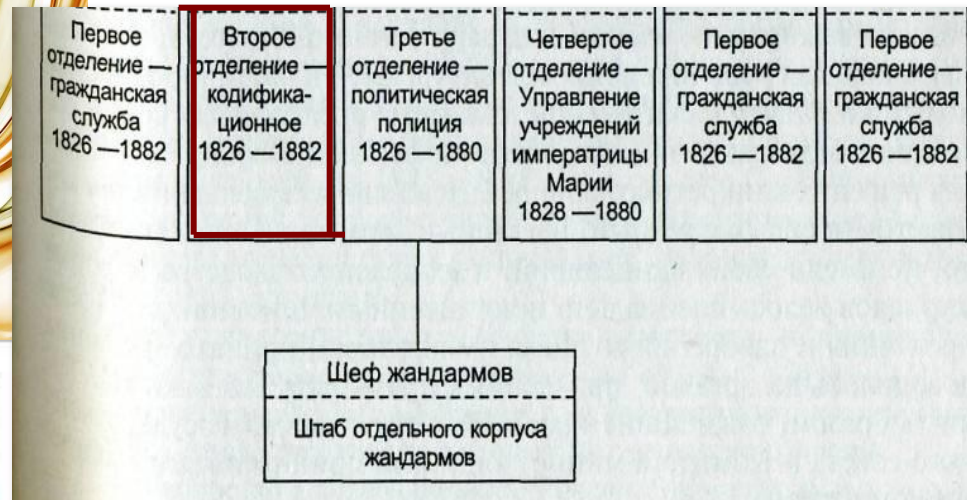 Первое
отделение —
гражданская
служба
1826 —1882
Второе
отделение —
кодифика-
ционное
1826 —1882
Третье
отделение —
политическая
полиция
1826 —1880
Четвертое
отделение —
Управление
учреждений
императрицы
Марии
1828 —1880
Первое
отделение —
гражданская
служба
1826 —1882
Первое
отделение —
гражданская
служба
1826 —1882
Шеф жандармов
Штаб отдельного корпуса
жандармов